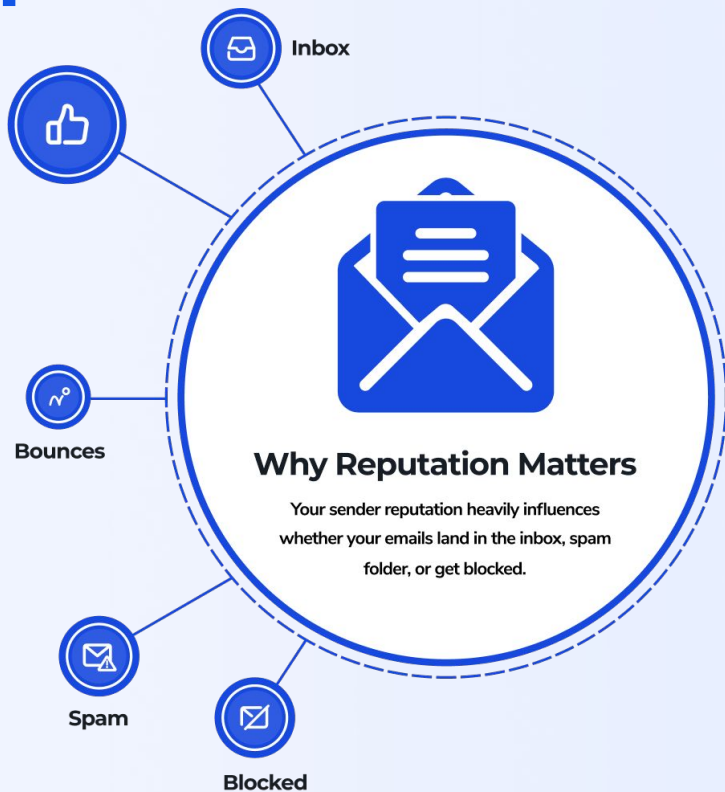 Inbox
Bounces
Why Reputation Matters
Your sender reputation heavily influences
whether your emails land in the inbox, spam
folder, or get blocked.
Spam
Blocked